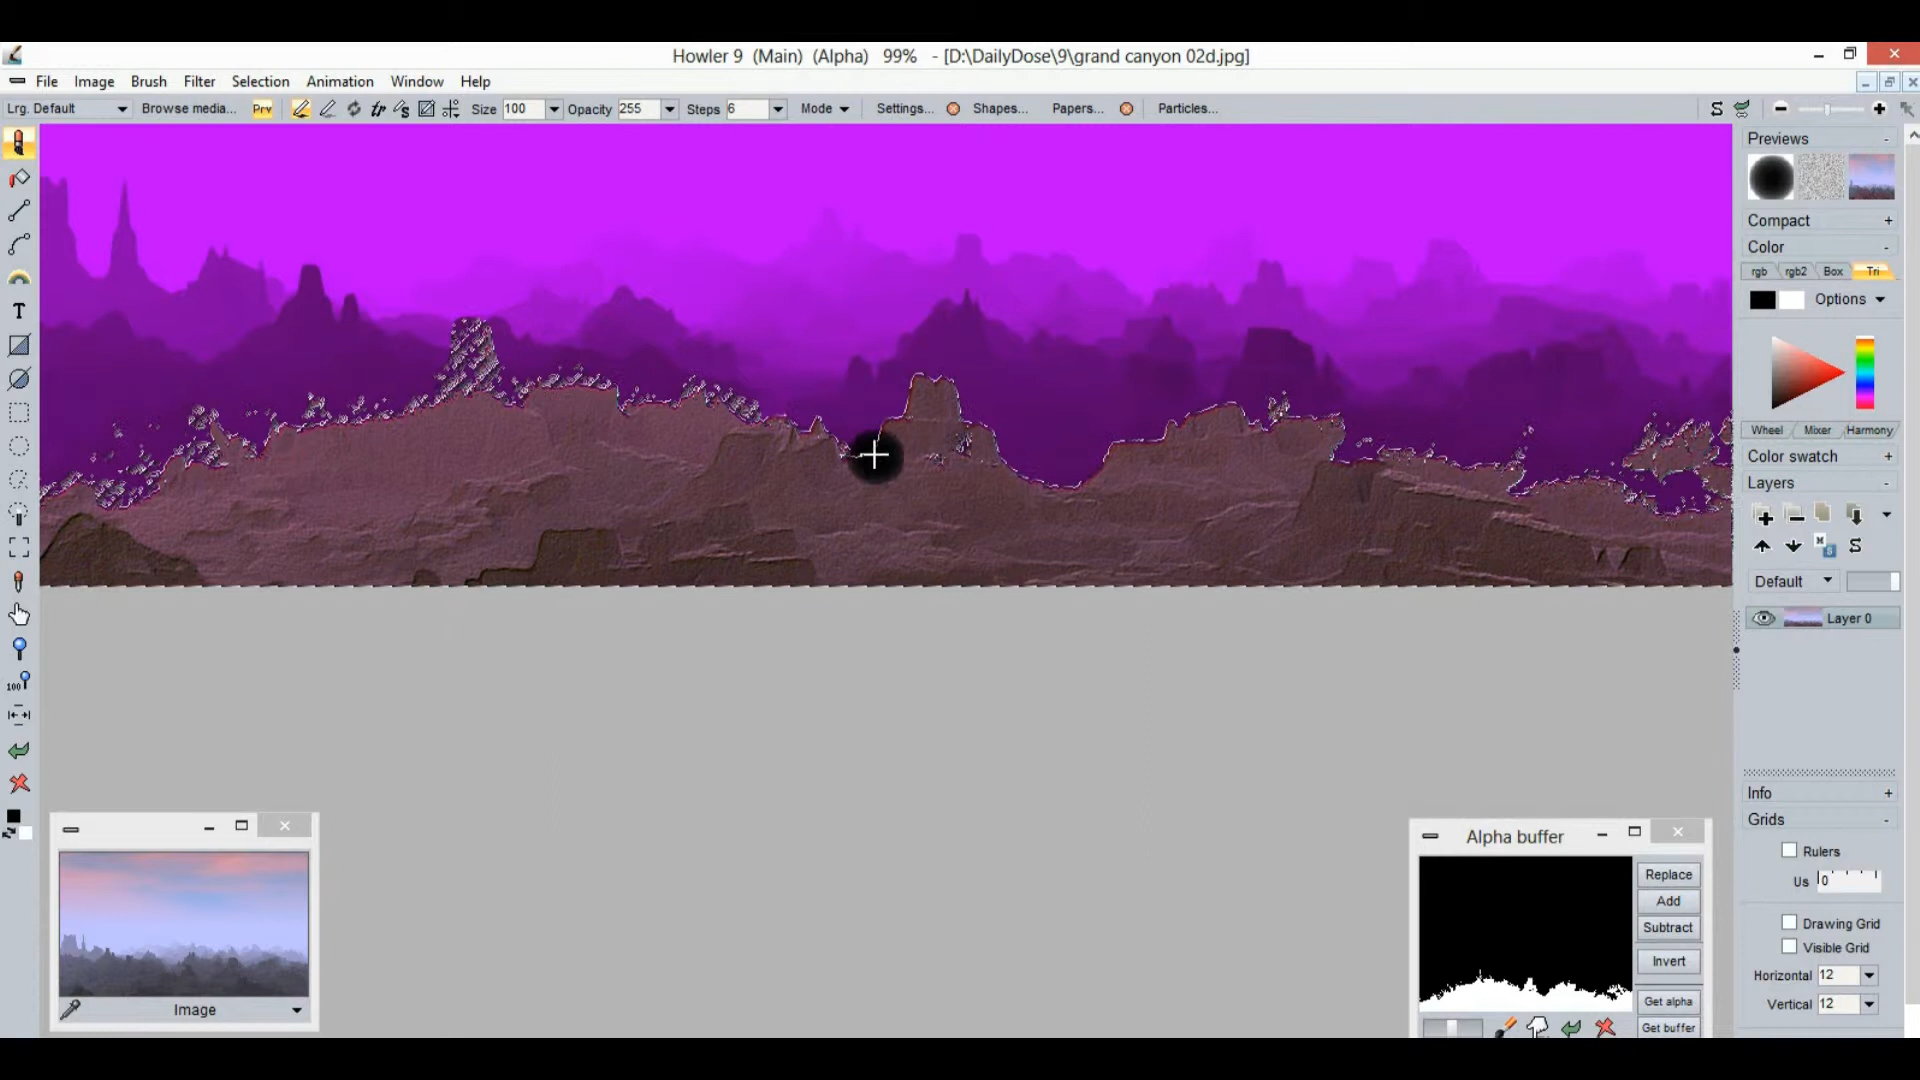 Howler 9 (Main) (Alpha) 99% - [D:\DailyDose\9\grand canyon 02d.jpg]
File Image Brush Filter Selection Animation Window Help
Lrg. Default Browse media... Prv Size 100 Opacity 255 Steps 6 Mode Settings... Shapes... Papers... Particles...
Previews -
Compact +
Color -
rgb rgb2 Box Tri
Options
Wheel Mixer Harmony
Color swatch +
Layers -
Default
Layer 0
T
100
Info +
Grids -
Rulers
Us 0
Drawing Grid
Visible Grid
Horizontal 12
Vertical 12
Image
Alpha buffer
Replace
Add
Subtract
Invert
Get alpha
Get buffer